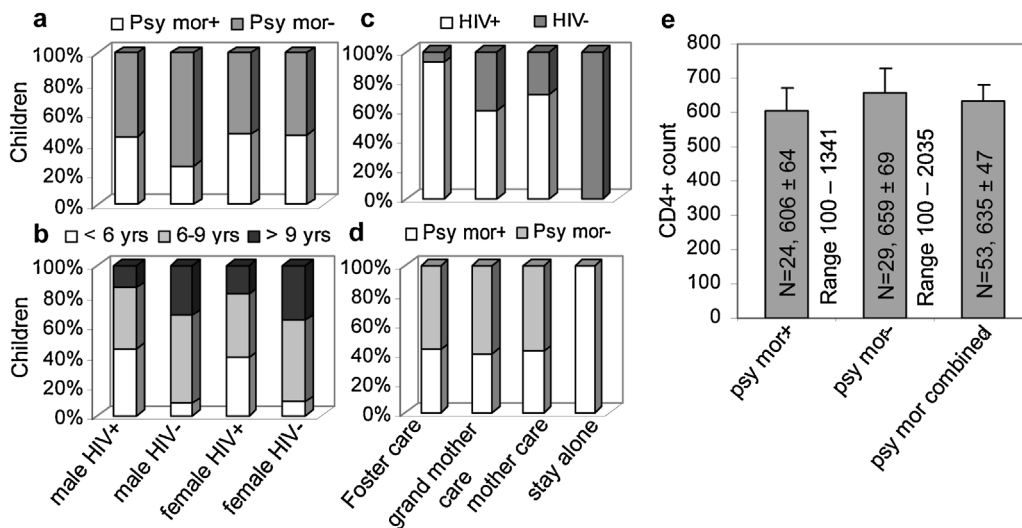 a
Psy mor+ Psy mor-
Children
100%
80%
60%
40%
20%
0%
b
< 6 yrs 6-9 yrs > 9 yrs
Children
100%
80%
60%
40%
20%
0%
male HIV+
male HIV-
female HIV+
female HIV-
c
HIV+ HIV-
100%
80%
60%
40%
20%
0%
d
Psy mor+ Psy mor-
100%
80%
60%
40%
20%
0%
Foster care
grand mother
care
mother care
stay alone
e
CD4+ count
800
700
600
500
400
300
200
100
0
N=24, 606 ± 64
Range 100 – 1341
N=29, 659 ± 69
Range 100 – 2035
N=53, 635 ± 47
psy mor+
psy mor-
psy mor combined